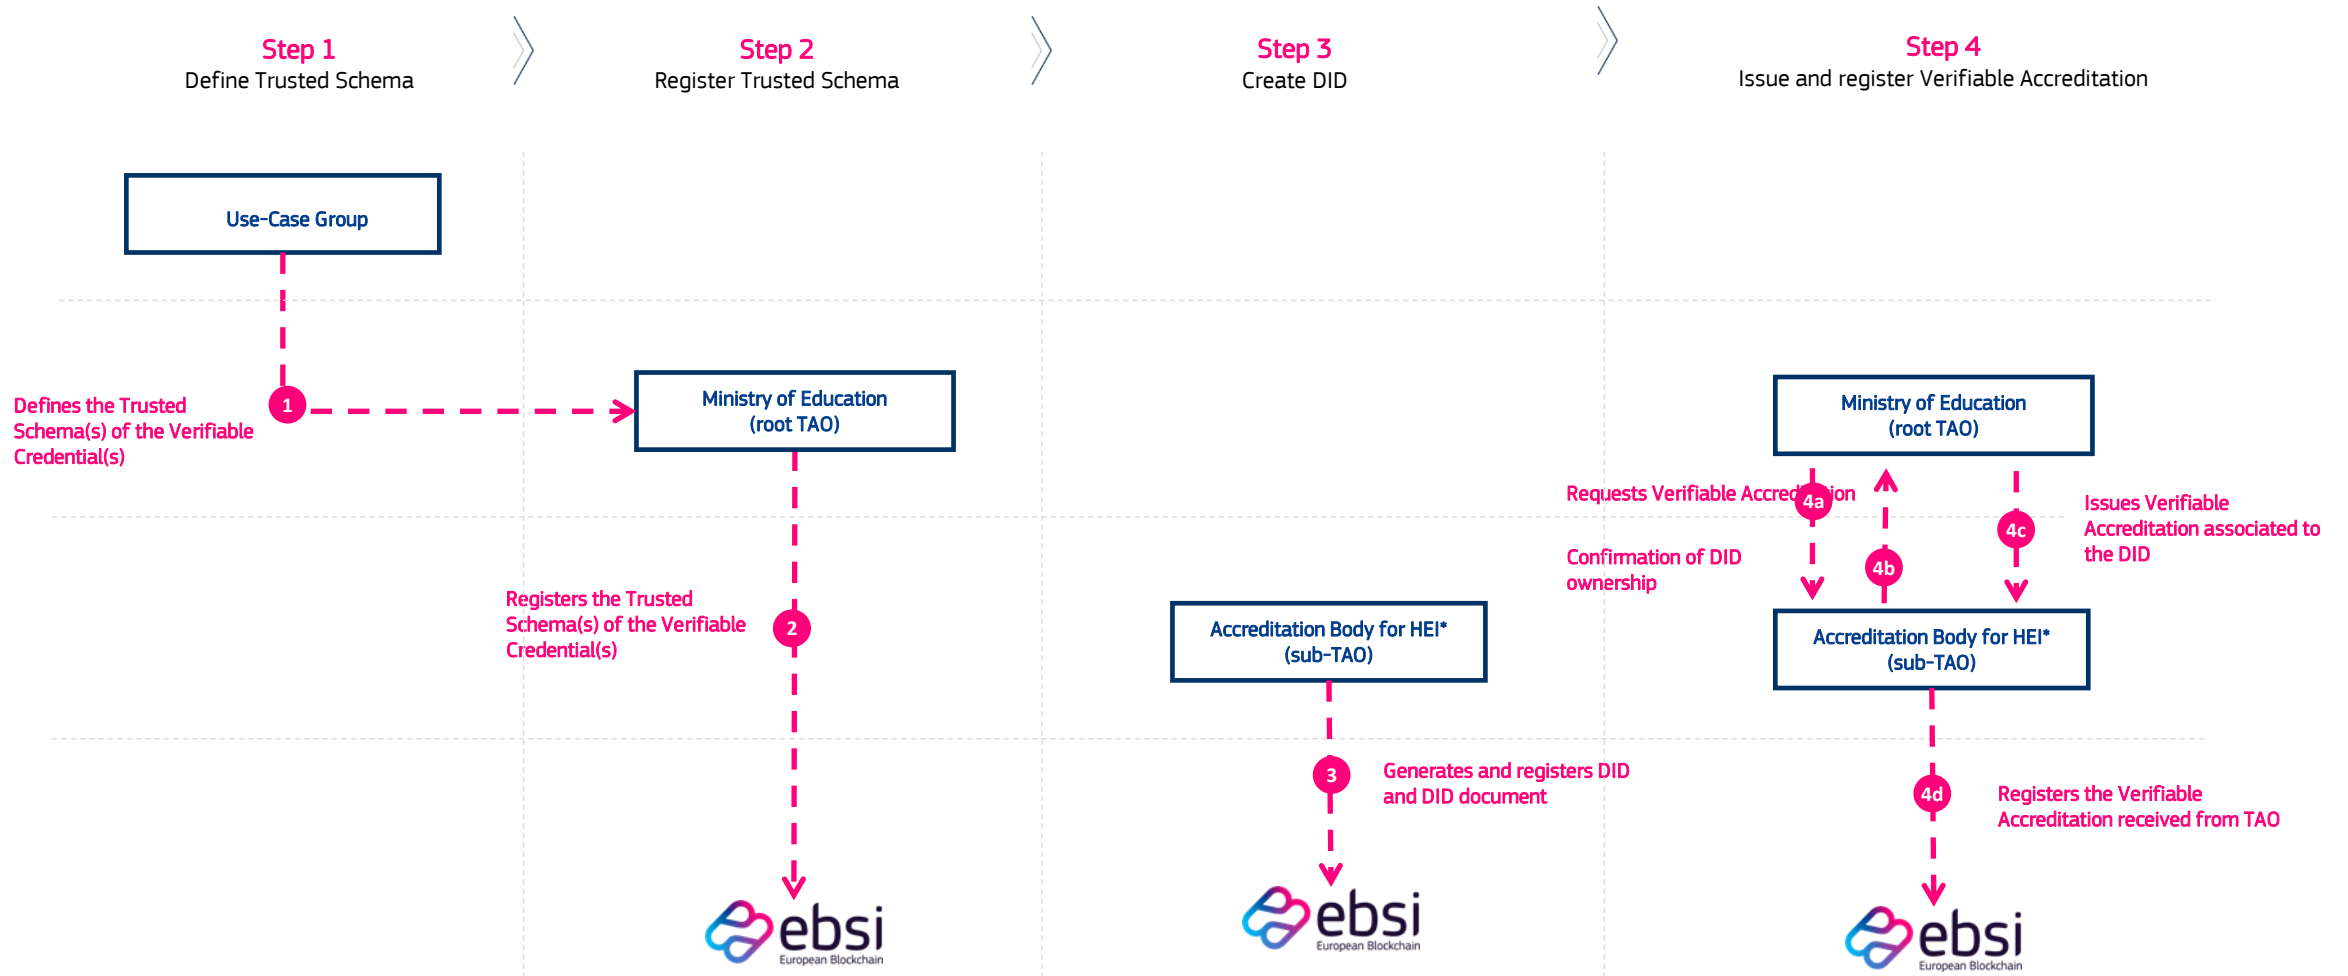 Step 1
Define Trusted Schema
Step 2
Register Trusted Schema
Step 3
Create DID
Step 4
Issue and register Verifiable Accreditation
Use-Case Group
Defines the Trusted
Schema(s) of the Verifiable
Credential(s)
1
Ministry of Education
(root TAO)
Registers the Trusted
Schema(s) of the Verifiable
Credential(s)
2
ebsi
European Blockchain
Accreditation Body for HEI*
(sub-TAO)
3
Generates and registers DID
and DID document
ebsi
European Blockchain
Ministry of Education
(root TAO)
Requests Verifiable Accreditation
4a
Confirmation of DID
ownership
4b
4c
Issues Verifiable
Accreditation associated to
the DID
Accreditation Body for HEI*
(sub-TAO)
4d
Registers the Verifiable
Accreditation received from TAO
ebsi
European Blockchain